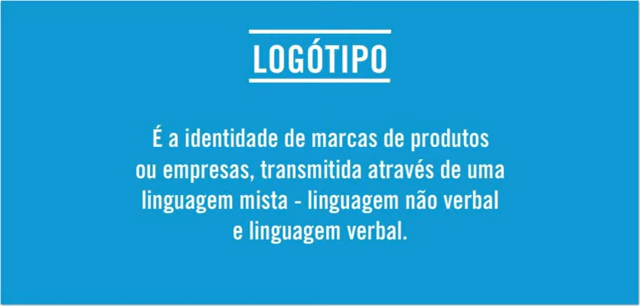 LOGÓTIPO
É a identidade de marcas de produtos
ou empresas, transmitida através de uma
linguagem mista - linguagem não verbal
e linguagem verbal.